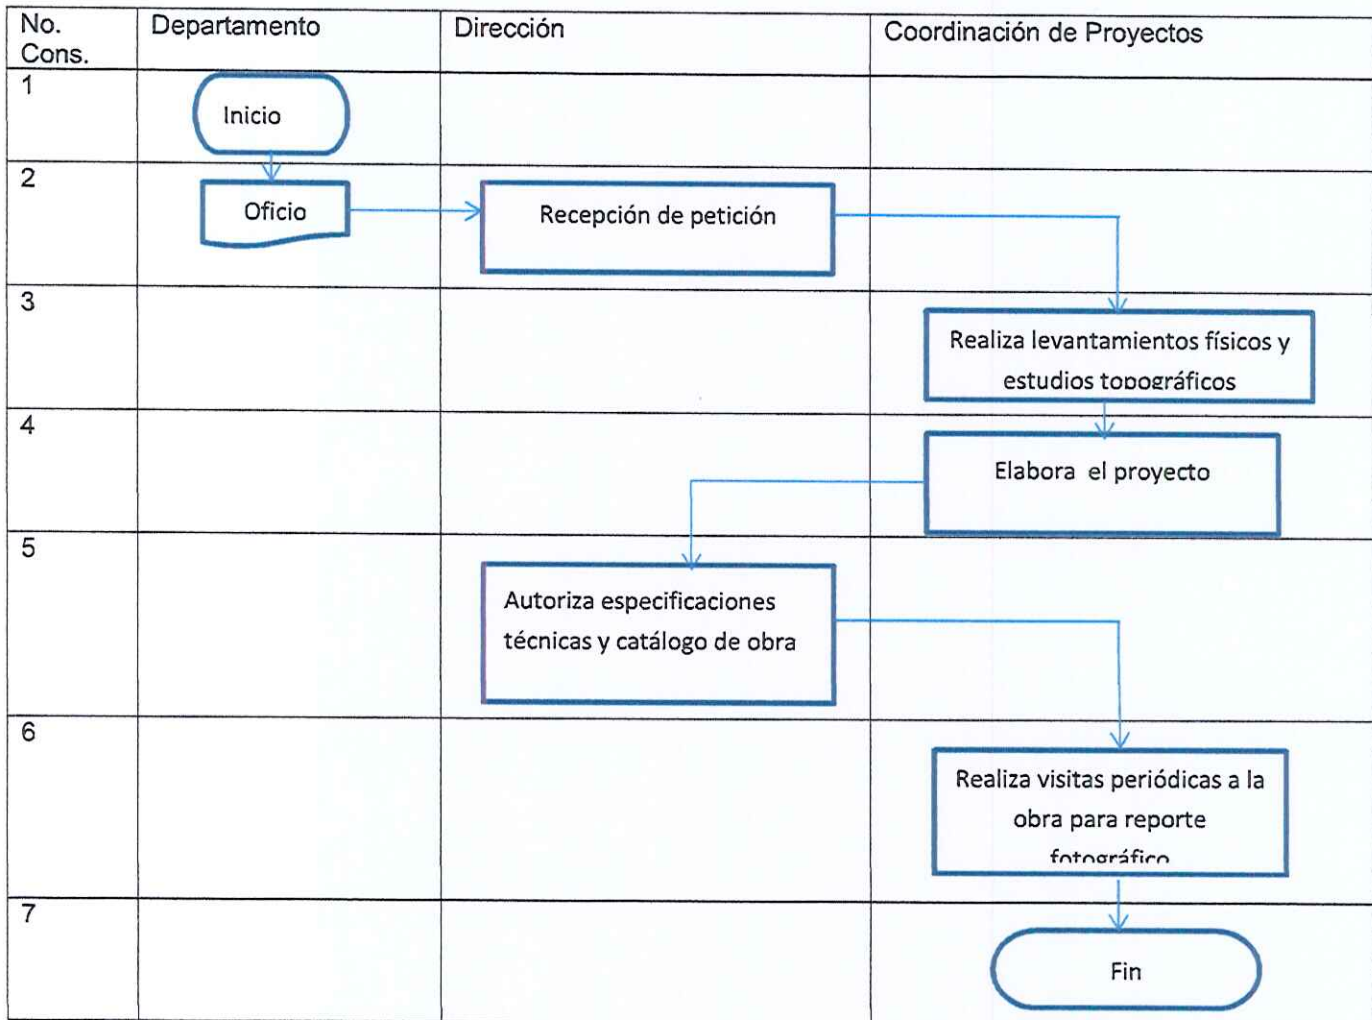 No. Cons.
Departamento
Dirección
Coordinación de Proyectos
1
Inicio
2
Oficio
Recepción de petición
3
Realiza levantamientos físicos y
estudios topográficos
4
Elabora el proyecto
5
Autoriza especificaciones
técnicas y catálogo de obra
6
Realiza visitas periódicas a la
obra para reporte
fotográfico
7
Fin